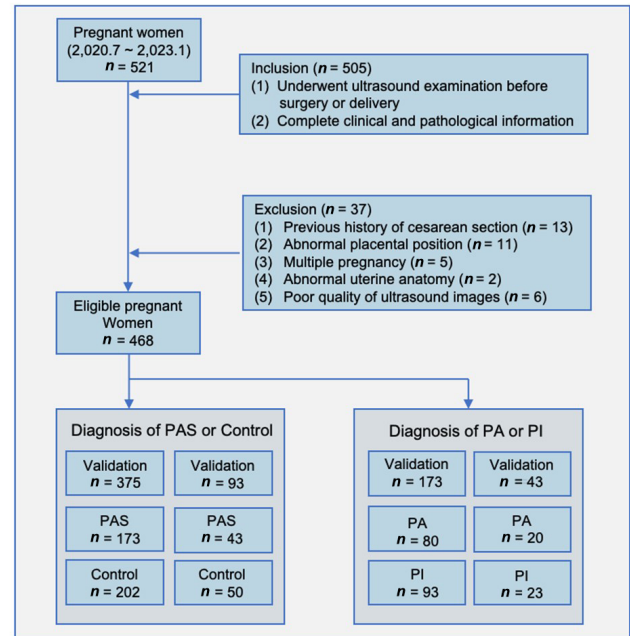 Pregnant women
(2,020.7 ~ 2,023.1)
n = 521
Inclusion (n = 505)
(1) Underwent ultrasound examination before
surgery or delivery
(2) Complete clinical and pathological information
Exclusion (n = 37)
(1) Previous history of cesarean section (n = 13)
(2) Abnormal placental position (n = 11)
(3) Multiple pregnancy (n = 5)
(4) Abnormal uterine anatomy (n = 2)
(5) Poor quality of ultrasound images (n = 6)
Eligible pregnant
Women
n = 468
Diagnosis of PAS or Control
Validation
n = 375
Validation
n = 93
PAS
n = 173
PAS
n = 43
Control
n = 202
Control
n = 50
Diagnosis of PA or PI
Validation
n = 173
Validation
n = 43
PA
n = 80
PA
n = 20
PI
n = 93
PI
n = 23